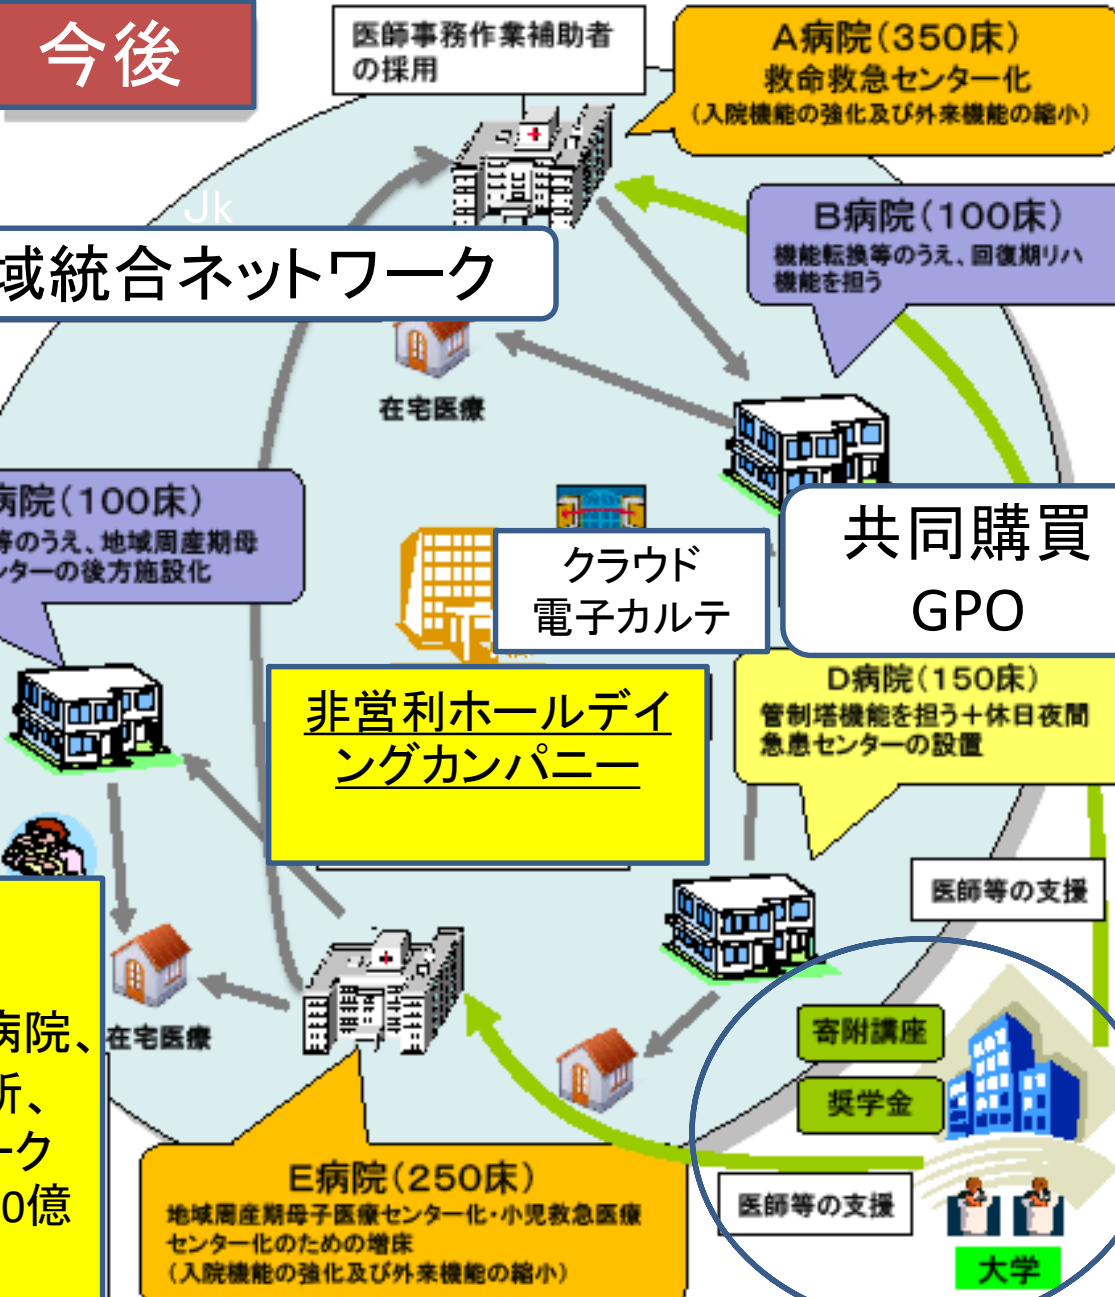 今後
医師事務作業補助者
の採用
A病院(350床)
救命救急センター化
(入院機能の強化及び外来機能の縮小)
Jk
B病院(100床)
機能転換等のうえ、回復期リハ
機能を担う
域統合ネットワーク
在宅医療
病院(100床)
等のうえ、地域周産期母
ンターの後方施設化
クラウド
電子カルテ
共同購買
GPO
非営利ホールデイ
ングカンパニー
D病院(150床)
管制塔機能を担う+休日夜間
急患センターの設置
医師等の支援
病院、
所、
ーク
0億
在宅医療
寄附講座
奨学金
E病院(250床)
地域周産期母子医療センター化・小児救急医療
センター化のための増床
(入院機能の強化及び外来機能の縮小)
医師等の支援
大学